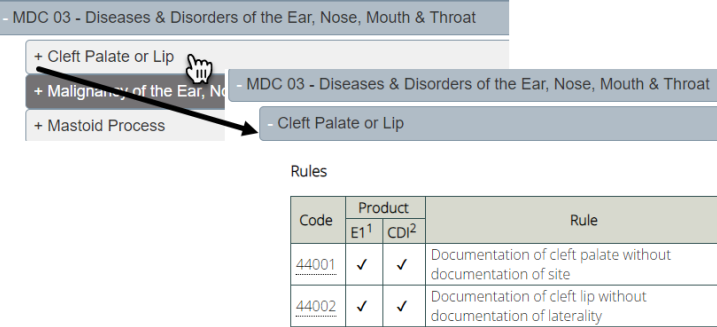 - MDC 03 - Diseases & Disorders of the Ear, Nose, Mouth & Throat
+ Cleft Palate or Lip
+ Malignancy of the Ear, No
+ Mastoid Process
- MDC 03 - Diseases & Disorders of the Ear, Nose, Mouth & Throat
- Cleft Palate or Lip
Rules
Code Product Rule
E1¹ CDI²
44001 ✓ ✓ Documentation of cleft palate without
documentation of site
44002 ✓ ✓ Documentation of cleft lip without
documentation of laterality